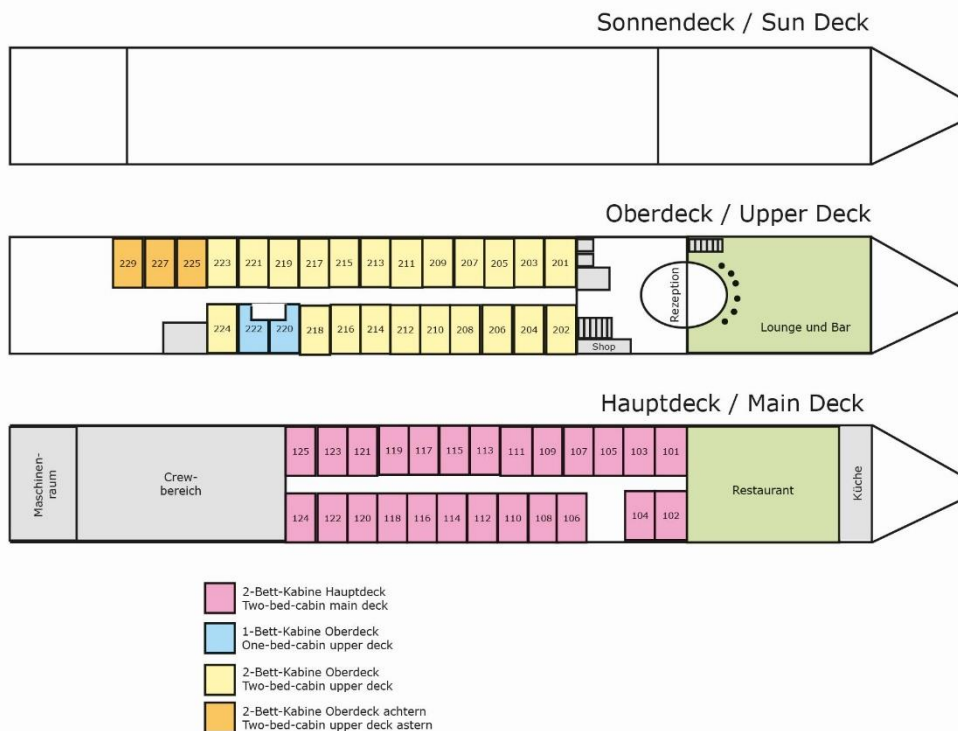 Sonnendeck / Sun Deck
Oberdeck / Upper Deck
229 227 225 223 221 219 217 215 213 211 209 207 205 203 201
Rezeption
224 222 220 218 216 214 212 210 208 206 204 202
Lounge und Bar
Shop
Hauptdeck / Main Deck
125 123 121 119 117 115 113 111 109 107 105 103 101
Maschinen-
raum
Crew-
bereich
Restaurant
Küche
124 122 120 118 116 114 112 110 108 106 104 102
2-Bett-Kabine Hauptdeck
Two-bed-cabin main deck
1-Bett-Kabine Oberdeck
One-bed-cabin upper deck
2-Bett-Kabine Oberdeck
Two-bed-cabin upper deck
2-Bett-Kabine Oberdeck achtern
Two-bed-cabin upper deck astern